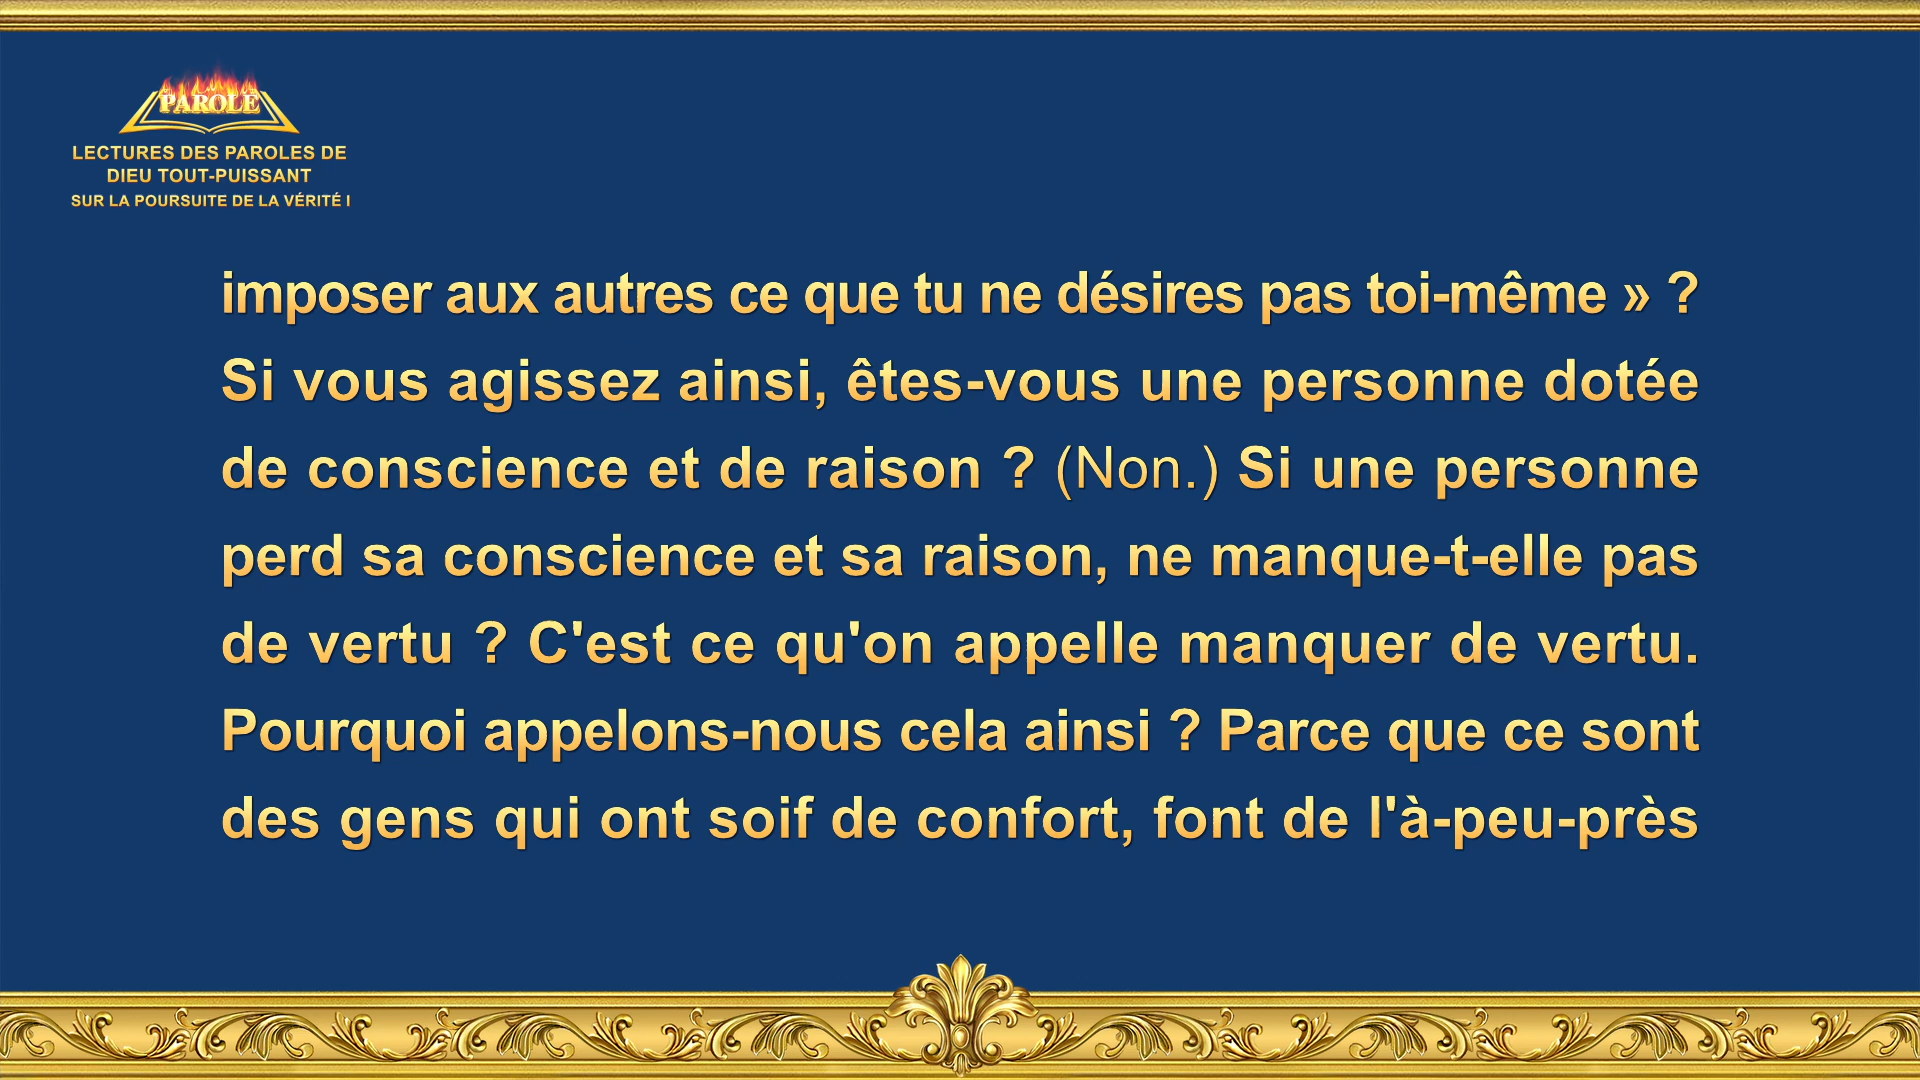 PAROLE
LECTURES DES PAROLES DE
DIEU TOUT-PUISSANT
SUR LA POURSUITE DE LA VÉRITÉ I
imposer aux autres ce que tu ne désires pas toi-même » ?
Si vous agissez ainsi, êtes-vous une personne dotée
de conscience et de raison ? (Non.) Si une personne
perd sa conscience et sa raison, ne manque-t-elle pas
de vertu ? C'est ce qu'on appelle manquer de vertu.
Pourquoi appelons-nous cela ainsi ? Parce que ce sont
des gens qui ont soif de confort, font de l'à-peu-près